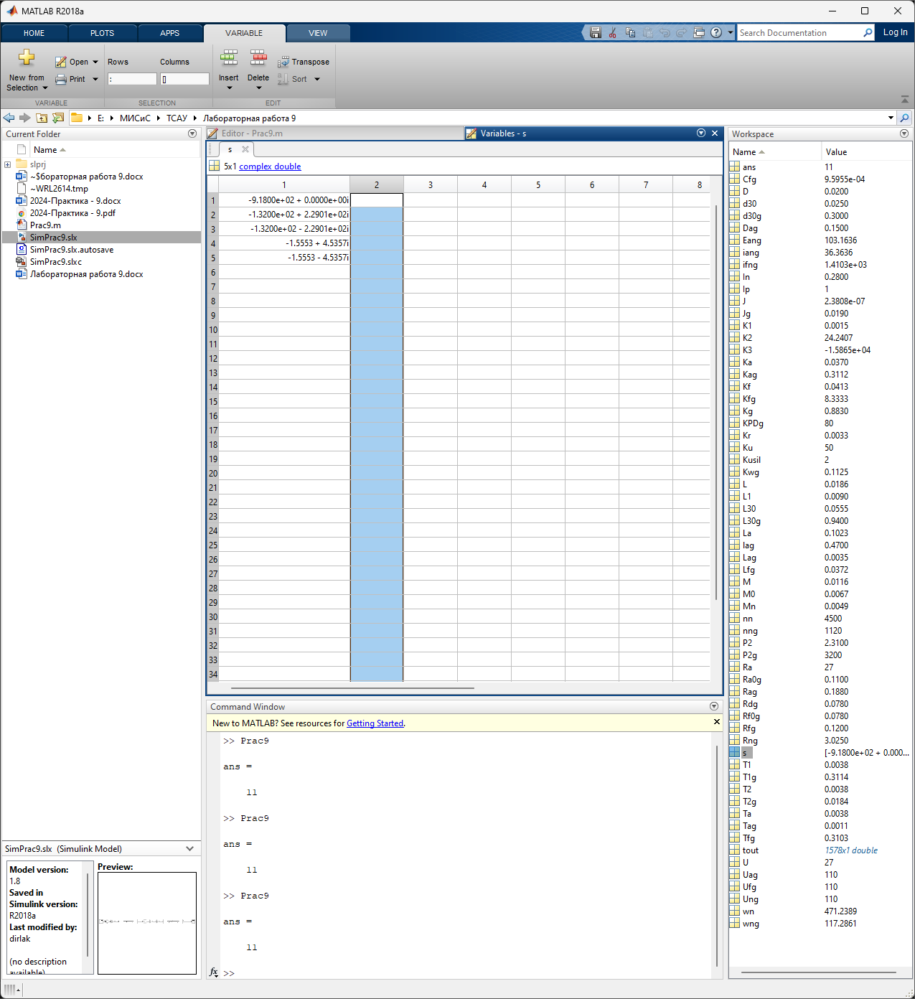 MATLAB R2018a
HOME PLOTS APPS VARIABLE VIEW Search Documentation Log In
New from Selection Open Rows Columns Insert Delete Transpose
Print : [] Sort
VARIABLE SELECTION EDIT
E: МИСиС ТСАУ Лабораторная работа 9
Current Folder
Name
slprj
~$бораторная работа 9.docx
~WRL2614.tmp
2024-Практика - 9.docx
2024-Практика - 9.pdf
Prac9.m
SimPrac9.slx
SimPrac9.slx.autosave
SimPrac9.slxc
Лабораторная работа 9.docx
SimPrac9.slx (Simulink Model)
Model version:
1.8
Saved in
Simulink version:
R2018a
Last modified by:
dirlak
(no description
available)
Preview:
Editor - Prac9.m Variables - s
s
5x1 complex double
1 2 3 4 5 6 7 8
1 -9.1800e+02 + 0.0000e+00i
2 -1.3200e+02 + 2.2901e+02i
3 -1.3200e+02 - 2.2901e+02i
4 -1.5553 + 4.5357i
5 -1.5553 - 4.5357i
6
7
8
9
10
11
12
13
14
15
16
17
18
19
20
21
22
23
24
25
26
27
28
29
30
31
32
33
34
Command Window
New to MATLAB? See resources for Getting Started.
>> Prac9
ans =
11
>> Prac9
ans =
11
>> Prac9
ans =
11
fx >>
Workspace
Name Value
ans 11
Cfg 9.5955e-04
D 0.0200
d30 0.0250
d30g 0.3000
Dag 0.1500
Eang 103.1636
iang 36.3636
ifng 1.4103e+03
In 0.2800
Ip 1
J 2.3808e-07
Jg 0.0190
K1 0.0015
K2 24.2407
K3 -1.5865e+04
Ka 0.0370
Kag 0.3112
Kf 0.0413
Kfg 8.3333
Kg 0.8830
KPDg 80
Kr 0.0033
Ku 50
Kusil 2
Kwg 0.1125
L 0.0186
L1 0.0090
L30 0.0555
L30g 0.9400
La 0.1023
lag 0.4700
Lag 0.0035
Lfg 0.0372
M 0.0116
M0 0.0067
Mn 0.0049
nn 4500
nng 1120
P2 2.3100
P2g 3200
Ra 27
Ra0g 0.1100
Rag 0.1880
Rdg 0.0780
Rf0g 0.0780
Rfg 0.1200
Rng 3.0250
s [-9.1800e+02 + 0.000...
T1 0.0038
T1g 0.3114
T2 0.0038
T2g 0.0184
Ta 0.0038
Tag 0.0011
Tfg 0.3103
tout 1578x1 double
U 27
Uag 110
Ufg 110
Ung 110
wn 471.2389
wng 117.2861